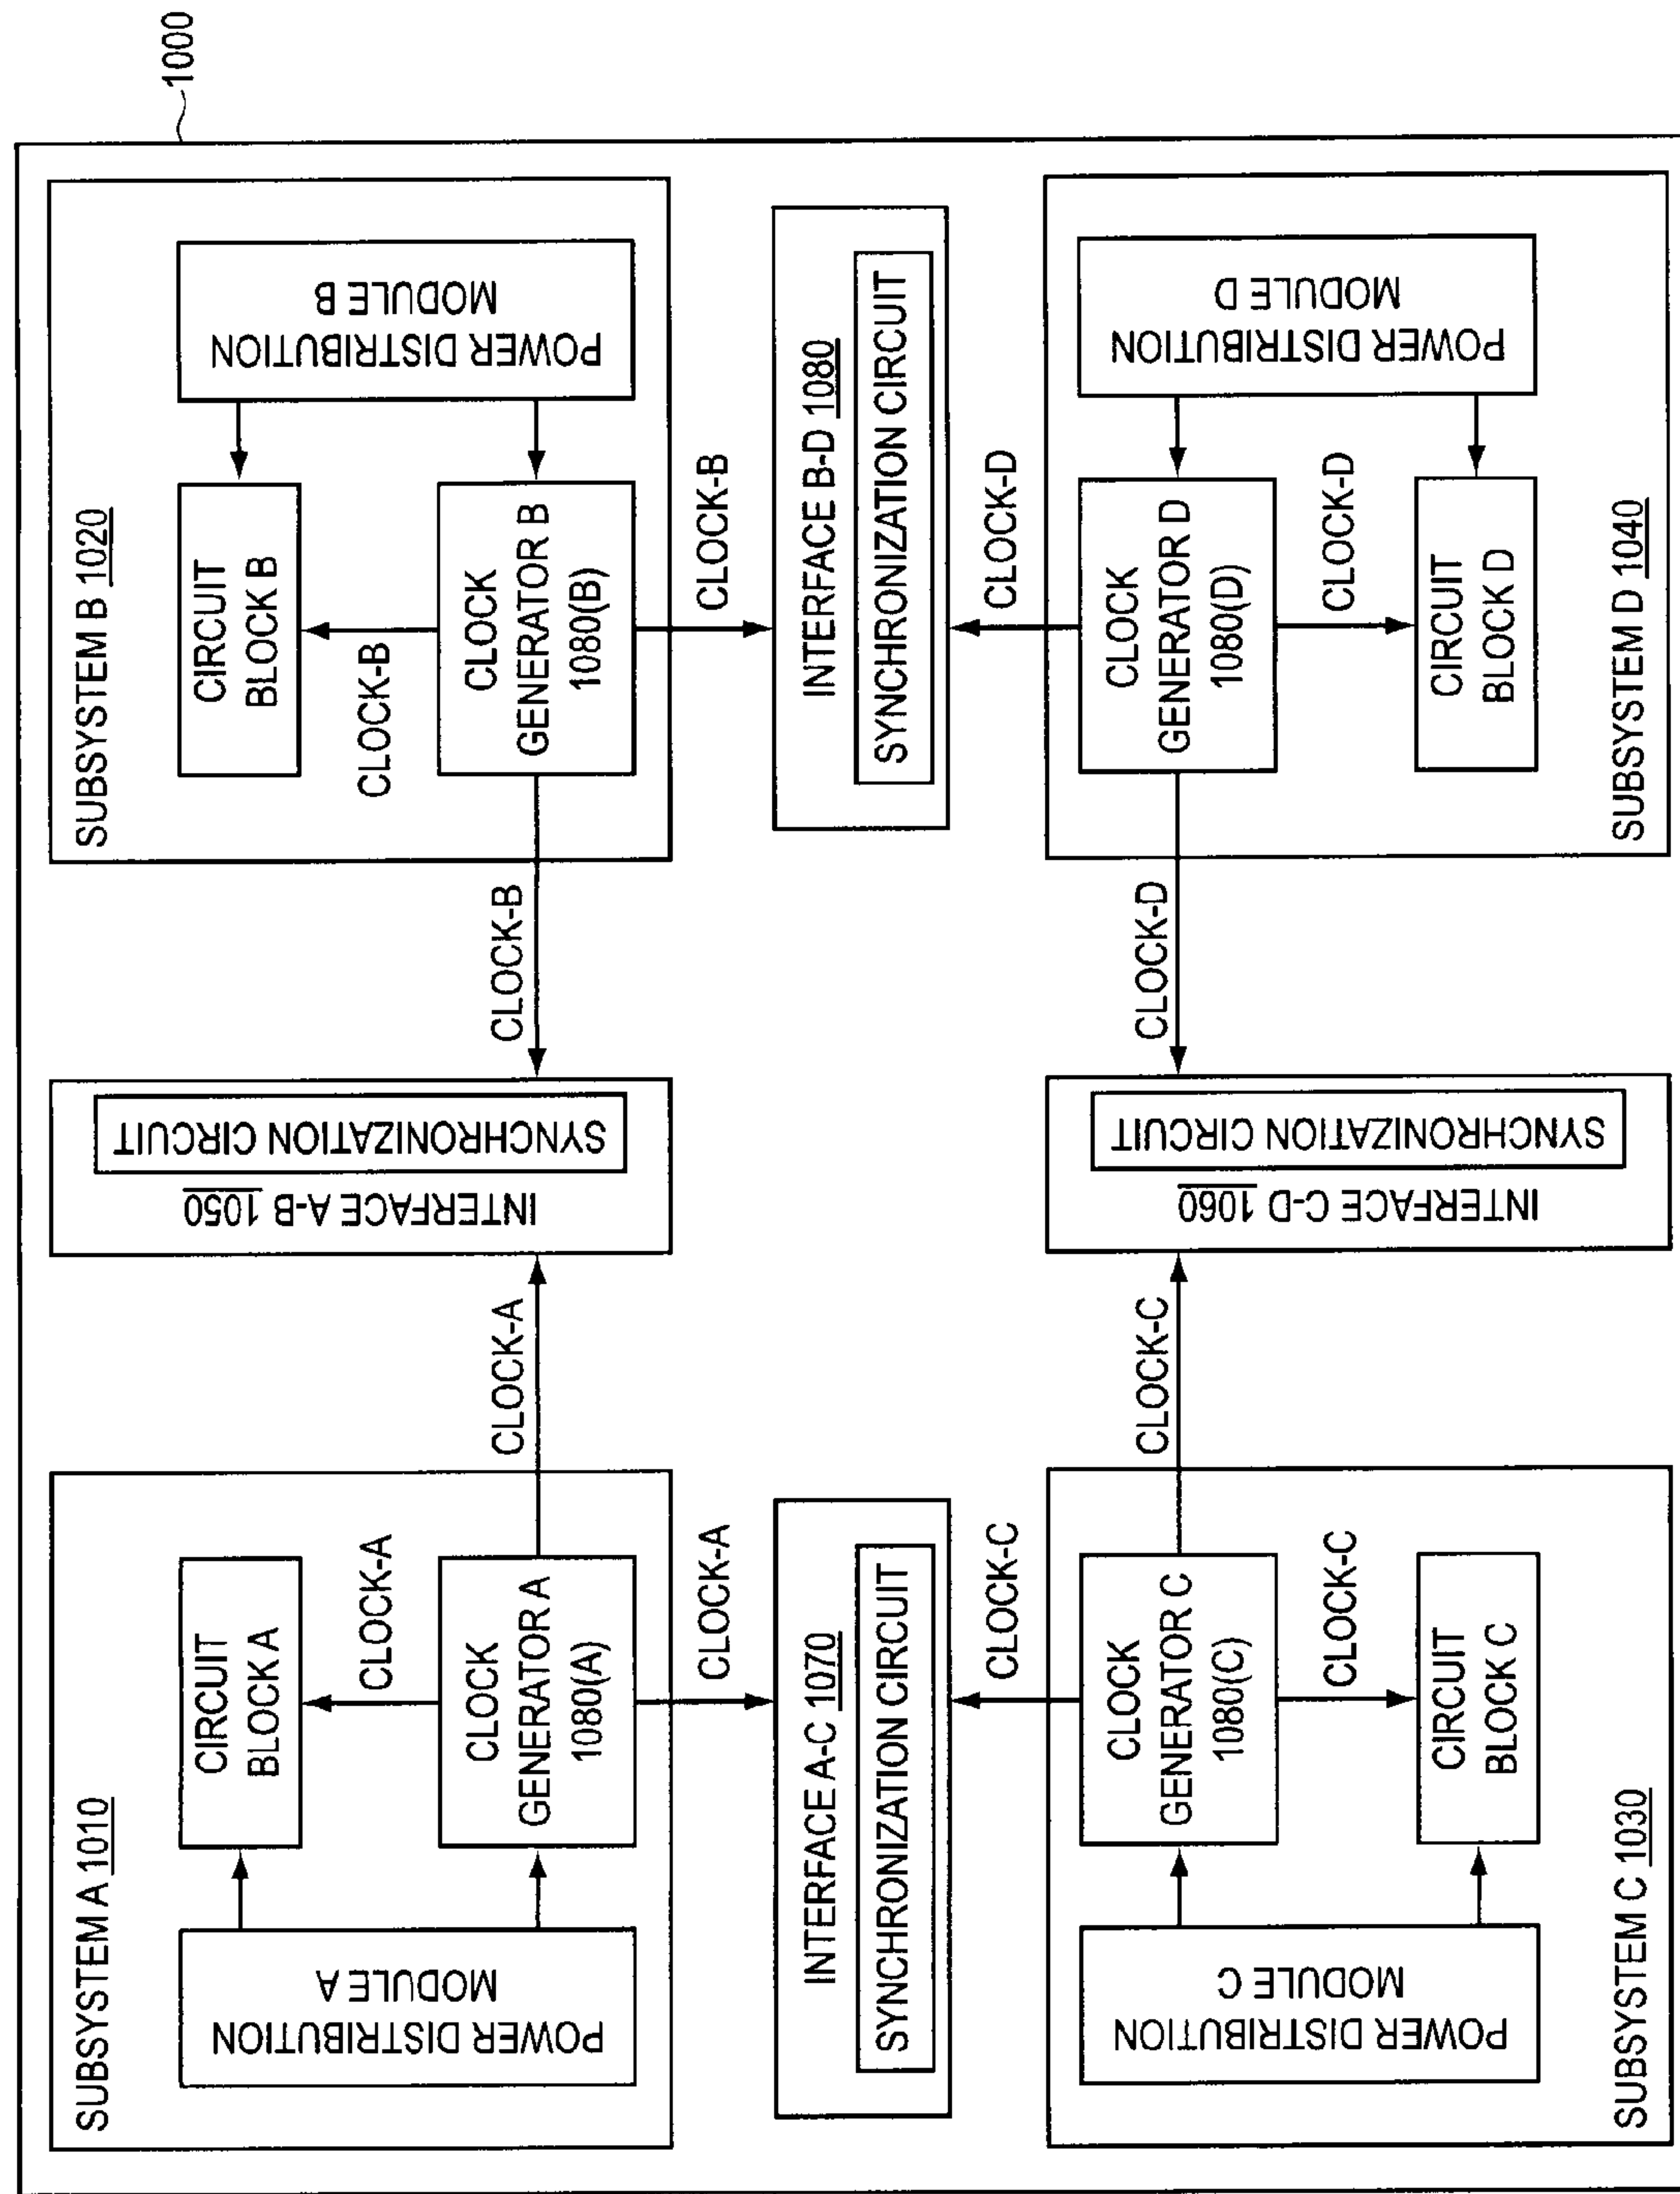 1000
SUBSYSTEM A 1010
POWER DISTRIBUTION
MODULE A
CIRCUIT
BLOCK A
CLOCK-A
CLOCK
GENERATOR A
1080(A)
CLOCK-A
CLOCK-A
INTERFACE A-B 1050
SYNCHRONIZATION CIRCUIT
CLOCK-B
SUBSYSTEM B 1020
CIRCUIT
BLOCK B
CLOCK-B
CLOCK
GENERATOR B
1080(B)
POWER DISTRIBUTION
MODULE B
CLOCK-B
INTERFACE A-C 1070
SYNCHRONIZATION CIRCUIT
INTERFACE B-D 1080
SYNCHRONIZATION CIRCUIT
CLOCK-C
CLOCK-D
POWER DISTRIBUTION
MODULE C
CLOCK
GENERATOR C
1080(C)
CLOCK-C
CIRCUIT
BLOCK C
SUBSYSTEM C 1030
CLOCK-C
INTERFACE C-D 1060
SYNCHRONIZATION CIRCUIT
CLOCK-D
CLOCK
GENERATOR D
1080(D)
CLOCK-D
CIRCUIT
BLOCK D
POWER DISTRIBUTION
MODULE D
SUBSYSTEM D 1040